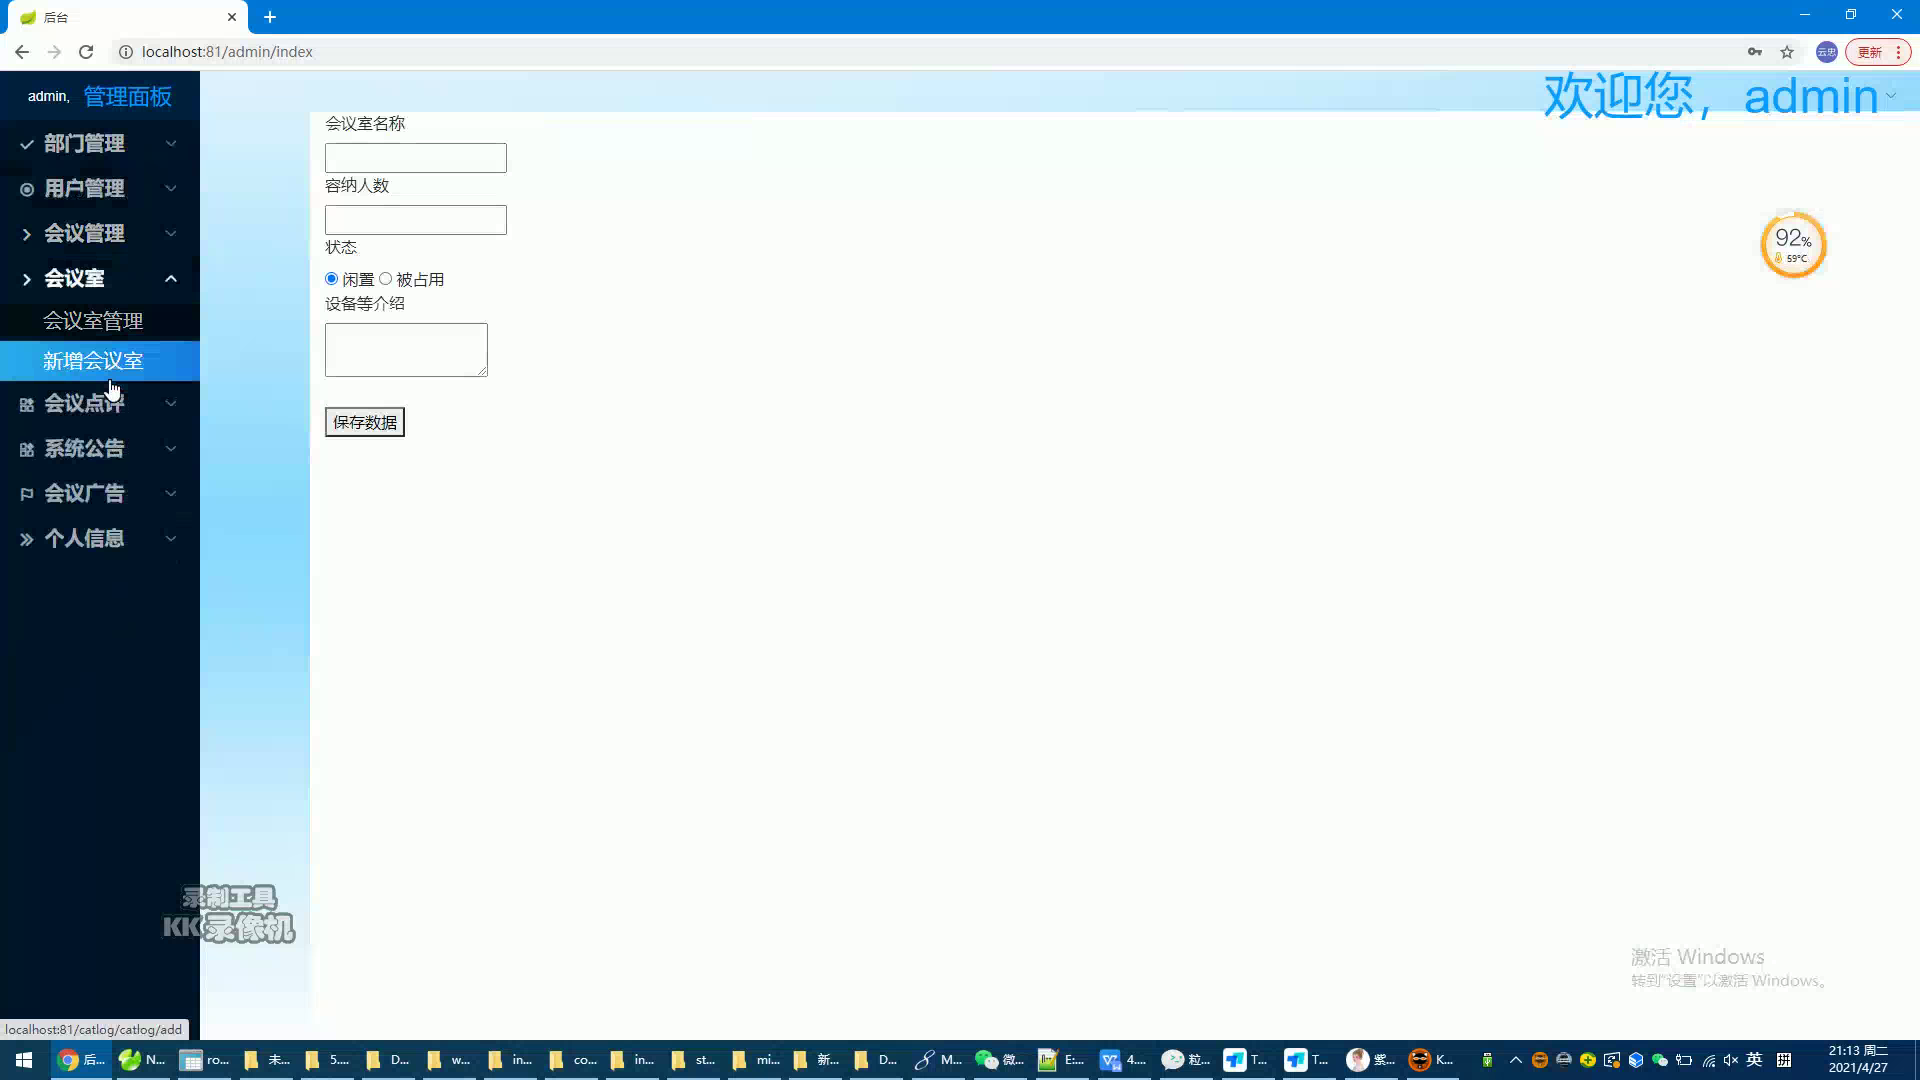 后台
localhost:81/admin/index
更新
admin, 管理面板
欢迎您，admin
部门管理
用户管理
会议管理
会议室
会议室管理
新增会议室
会议点评
系统公告
会议广告
个人信息
会议室名称
容纳人数
状态
闲置 被占用
设备等介绍
保存数据
92%
59°C
录制工具
KK录像机
激活 Windows
转到"设置"以激活 Windows。
localhost:81/catlog/catlog/add
后... N... ro... 未... 5.... D... w... in... co... in... st... mi... 新... D... M... 微... E:... 4.... 粒... T... T... 紫... K... 英
21:13 周二
2021/4/27